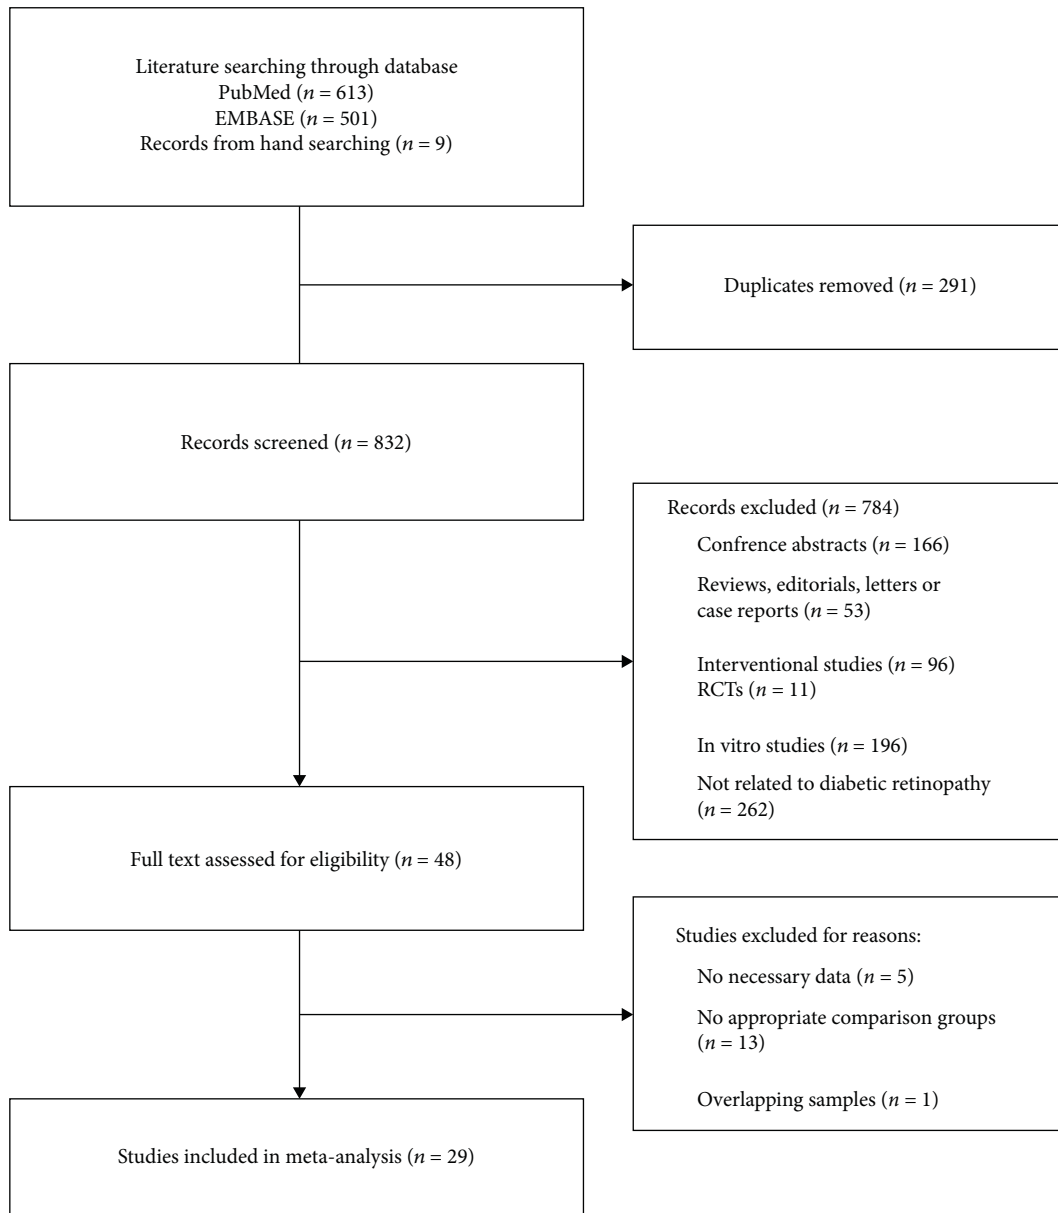 Literature searching through database
PubMed (n = 613)
EMBASE (n = 501)
Records from hand searching (n = 9)
Duplicates removed (n = 291)
Records screened (n = 832)
Records excluded (n = 784)
Confrence abstracts (n = 166)
Reviews, editorials, letters or
case reports (n = 53)
Interventional studies (n = 96)
RCTs (n = 11)
In vitro studies (n = 196)
Not related to diabetic retinopathy
(n = 262)
Full text assessed for eligibility (n = 48)
Studies excluded for reasons:
No necessary data (n = 5)
No appropriate comparison groups
(n = 13)
Overlapping samples (n = 1)
Studies included in meta-analysis (n = 29)